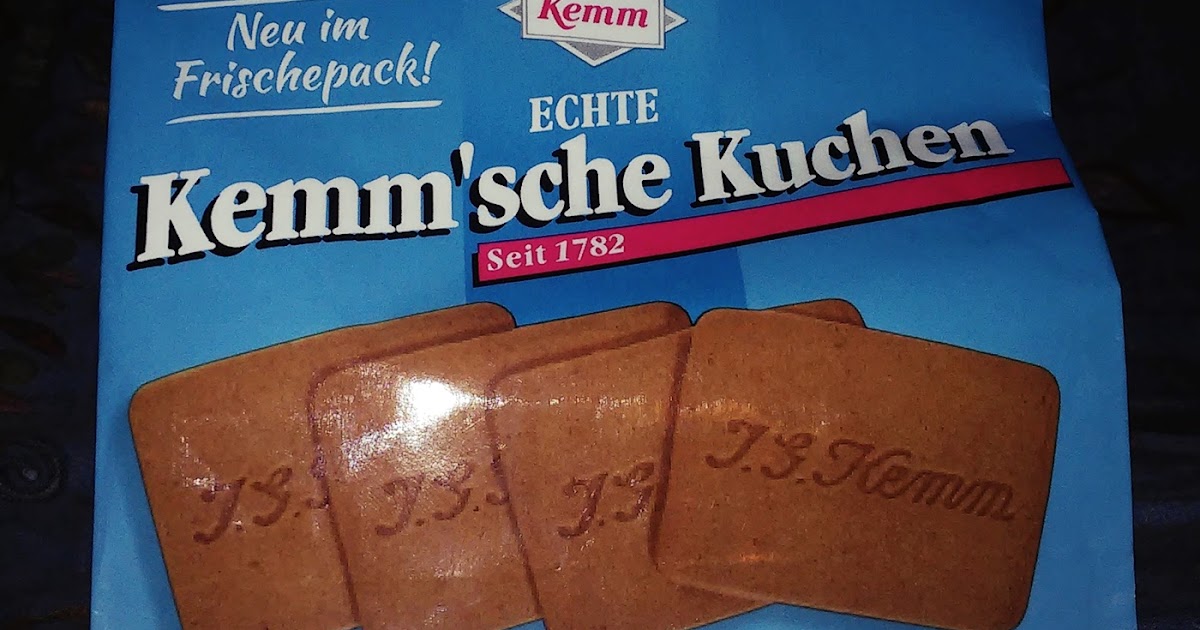 Neu im
Frischepack!
Kemm
ECHTE
Kemm'sche Kuchen
Seit 1782
J.G.
J.G.
J.G
J.G.Kemm